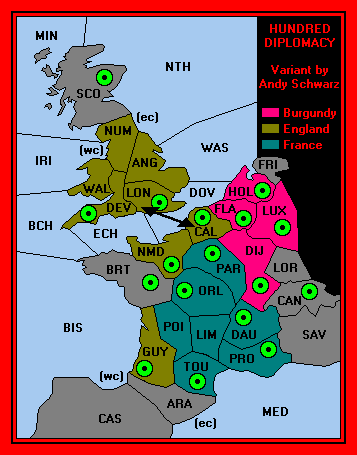 MIN
HUNDRED
DIPLOMACY
NTH
Variant by
Andy Schwarz
SCO
(ec)
Burgundy
NUM
England
(wc)
ANG
WAS
France
IRI
FRI
WAL
LON
DOV
HOL
DEV
FLA
LUX
BCH
ECH
CAL
NMD
DIJ
BRT
PAR
LOR
ORL
CAN
BIS
POI
LIM
DAU
SAV
GUY
PRO
(wc)
TOU
ARA
CAS
MED
(ec)